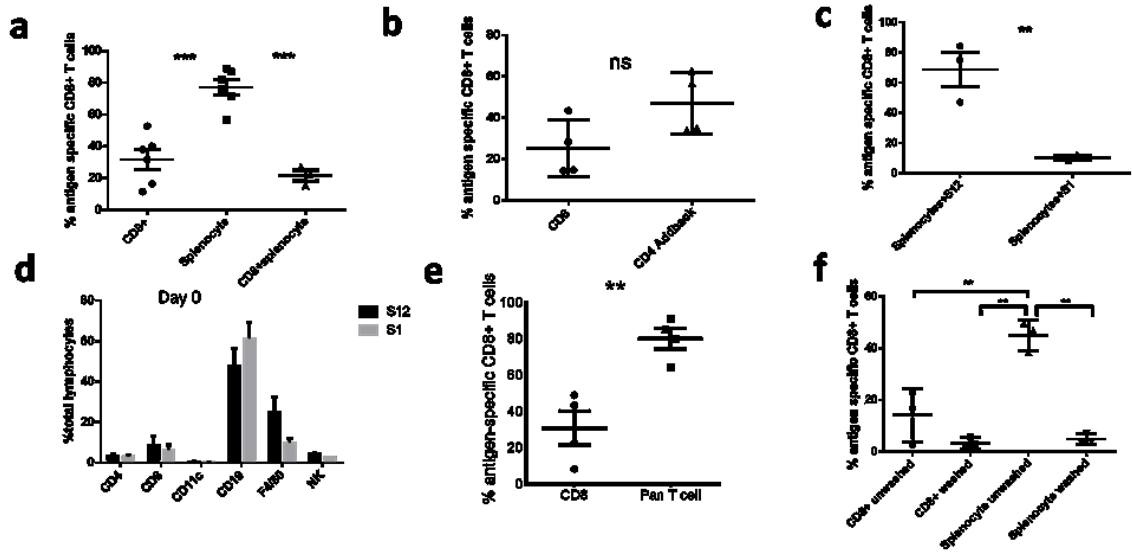 a
% antigen specific CD8+ T cells
100
80
60
40
20
0
***
***
CD8+
Splenocyte
CD8+splenocyte
b
% antigen specific CD8+ T cells
80
60
40
20
0
ns
CD8
CD4 Addback
c
% antigen specific CD8+ T cells
100
80
60
40
20
0
**
Splenocytes+S12
Splenocytes+S1
d
Day 0
%total lymphocytes
80
60
40
20
0
S12
S1
CD4
CD8
CD11c
CD19
F4/80
NK
e
% antigen-specific CD8+ T cells
100
80
60
40
20
0
**
CD8
Pan T cell
f
% antigen specific CD8+ T cells
60
40
20
0
**
**
**
CD8+ unwashed
CD8+ washed
Splenocyte unwashed
Splenocyte washed